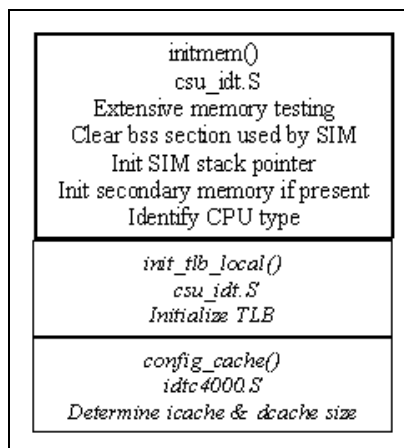 initmem()
csu_idt.S
Extensive memory testing
Clear bss section used by SIM
Init SIM stack pointer
Init secondary memory if present
Identify CPU type
init_tlb_local()
csu_idt.S
Initialize TLB
config_cache()
idtc4000.S
Determine icache & dcache size